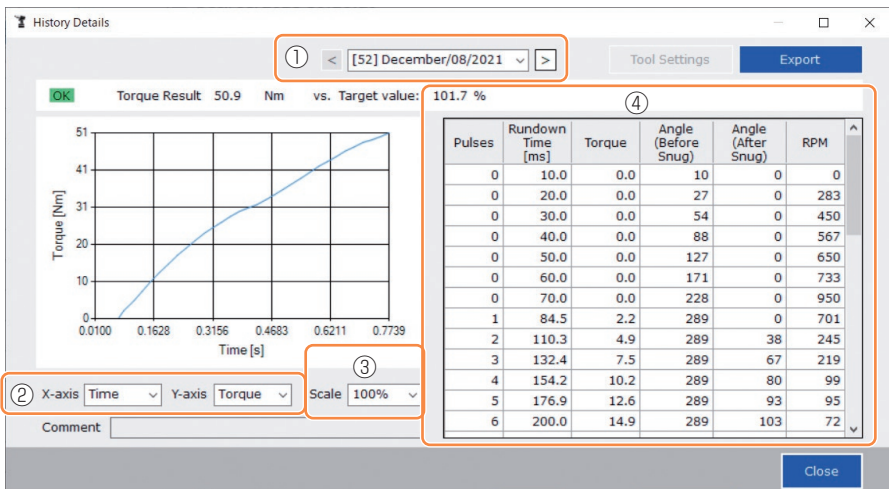 History Details
① < [52] December/08/2021 > Tool Settings Export
OK Torque Result 50.9 Nm vs. Target value: 101.7 %
④
51
41
31
20
10
0
Torque [Nm]
0.0100 0.1628 0.3156 0.4683 0.6211 0.7739
Time [s]
③
② X-axis Time Y-axis Torque Scale 100%
Comment
Pulses Rundown Time [ms] Torque Angle (Before Snug) Angle (After Snug) RPM
0 10.0 0.0 10 0 0
0 20.0 0.0 27 0 283
0 30.0 0.0 54 0 450
0 40.0 0.0 88 0 567
0 50.0 0.0 127 0 650
0 60.0 0.0 171 0 733
0 70.0 0.0 228 0 950
1 84.5 2.2 289 0 701
2 110.3 4.9 289 38 245
3 132.4 7.5 289 67 219
4 154.2 10.2 289 80 99
5 176.9 12.6 289 93 95
6 200.0 14.9 289 103 72
Close